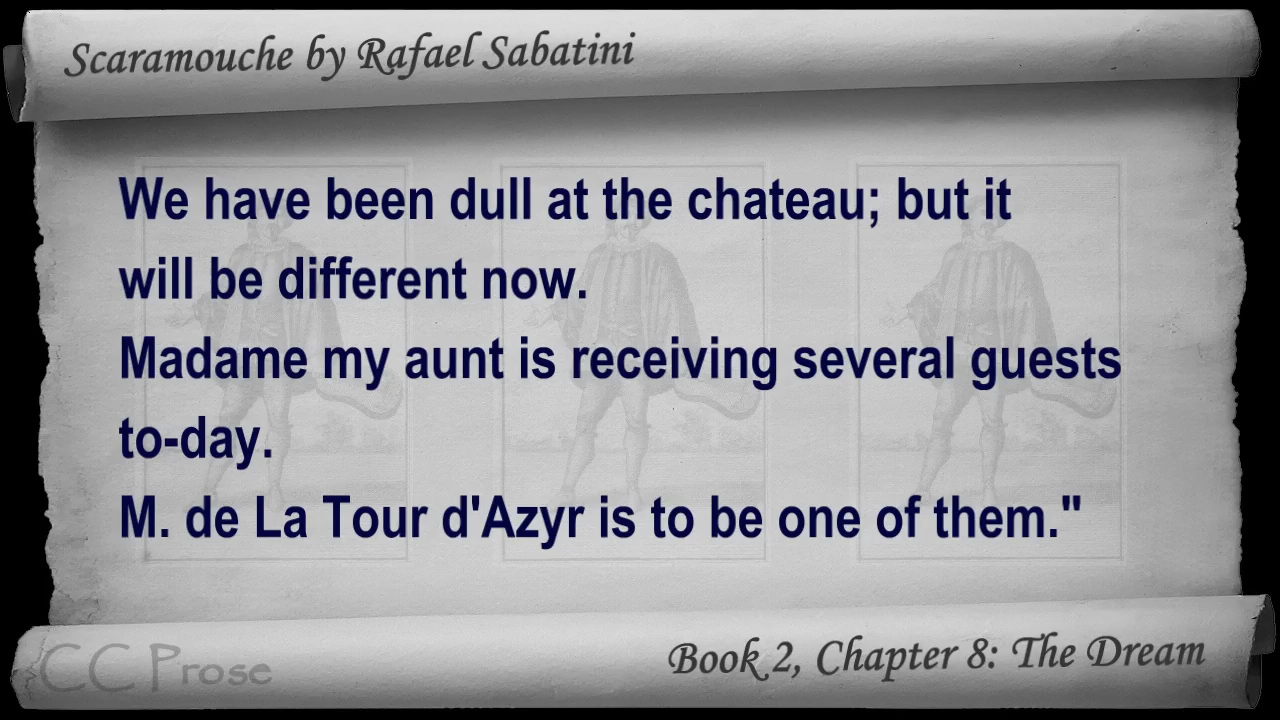 Scaramouche by Rafael Sabatini
We have been dull at the chateau; but it
will be different now.
Madame my aunt is receiving several guests
to-day.
M. de La Tour d'Azyr is to be one of them."
CC Prose
Book 2, Chapter 8: The Dream